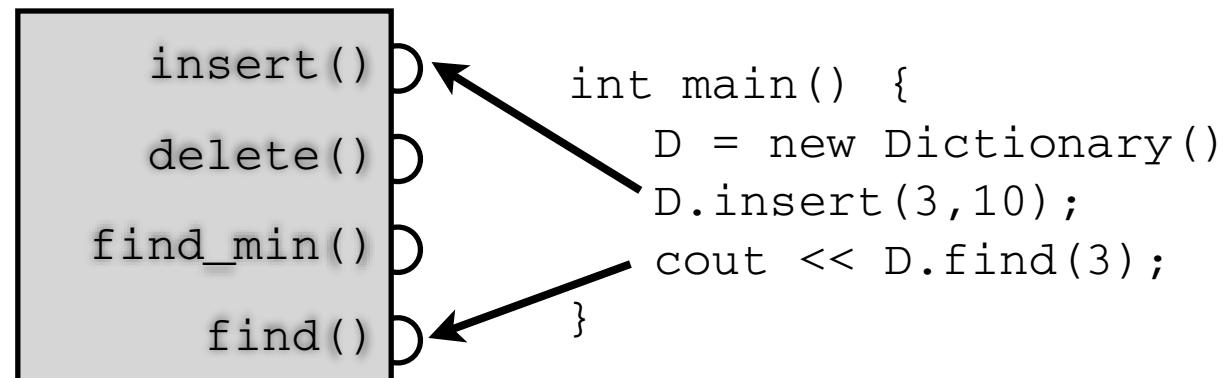 insert()
delete()
find_min()
find()
int main() {
D = new Dictionary()
D.insert(3,10);
cout << D.find(3);
}